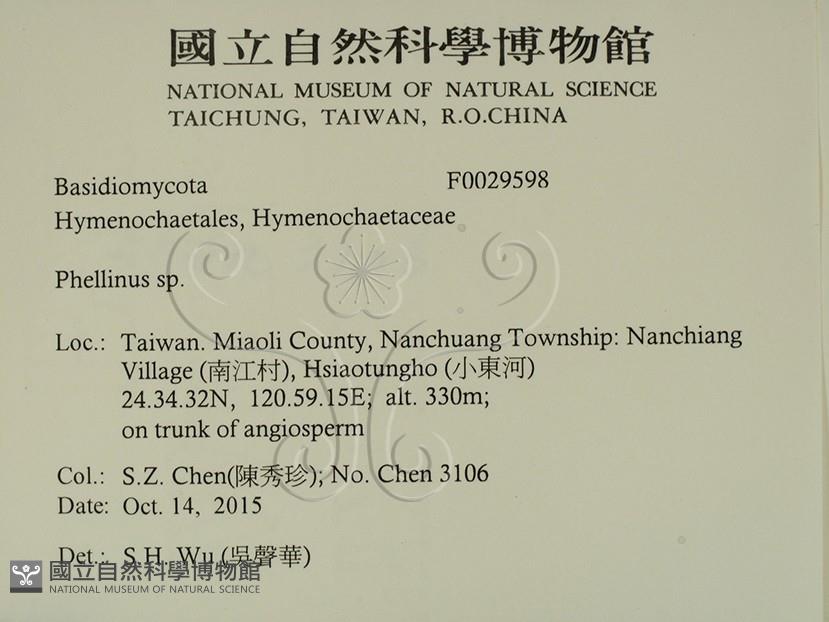 國立自然科學博物館
NATIONAL MUSEUM OF NATURAL SCIENCE
TAICHUNG, TAIWAN, R.O.CHINA
Basidiomycota F0029598
Hymenochaetales, Hymenochaetaceae
Phellinus sp.
Loc.: Taiwan. Miaoli County, Nanchuang Township: Nanchiang
Village (南江村), Hsiaotungho (小東河)
24.34.32N, 120.59.15E; alt. 330m;
on trunk of angiosperm
Col.: S.Z. Chen(陳秀珍); No. Chen 3106
Date: Oct. 14, 2015
Det.: S.H. Wu (吳聲華)
國立自然科學博物館
NATIONAL MUSEUM OF NATURAL SCIENCE